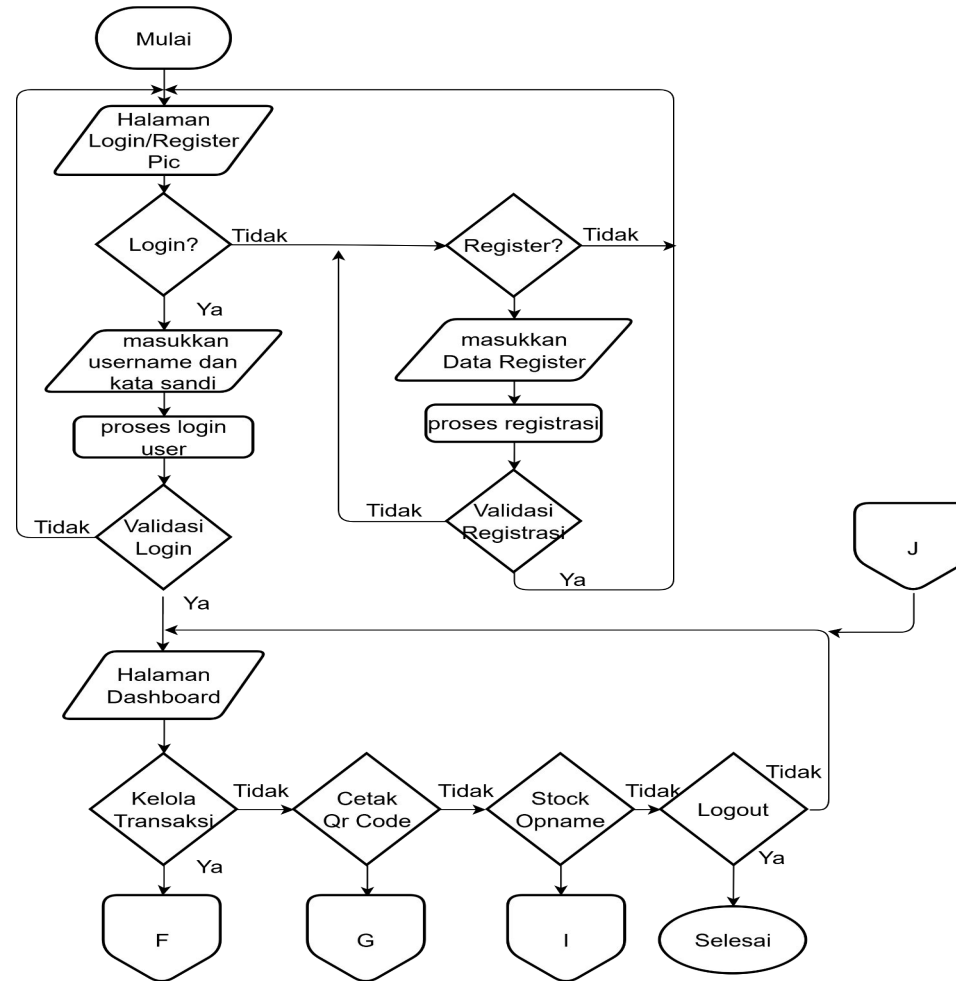 Mulai
Halaman
Login/Register
Pic
Login?
Tidak
Register?
Tidak
Ya
masukkan
username dan
kata sandi
masukkan
Data Register
proses login
user
proses registrasi
Tidak
Validasi
Login
Tidak
Validasi
Registrasi
Ya
J
Ya
Halaman
Dashboard
Kelola
Transaksi
Tidak
Cetak
Qr Code
Tidak
Stock
Opname
Tidak
Logout
Tidak
Ya
Ya
F
G
I
Selesai